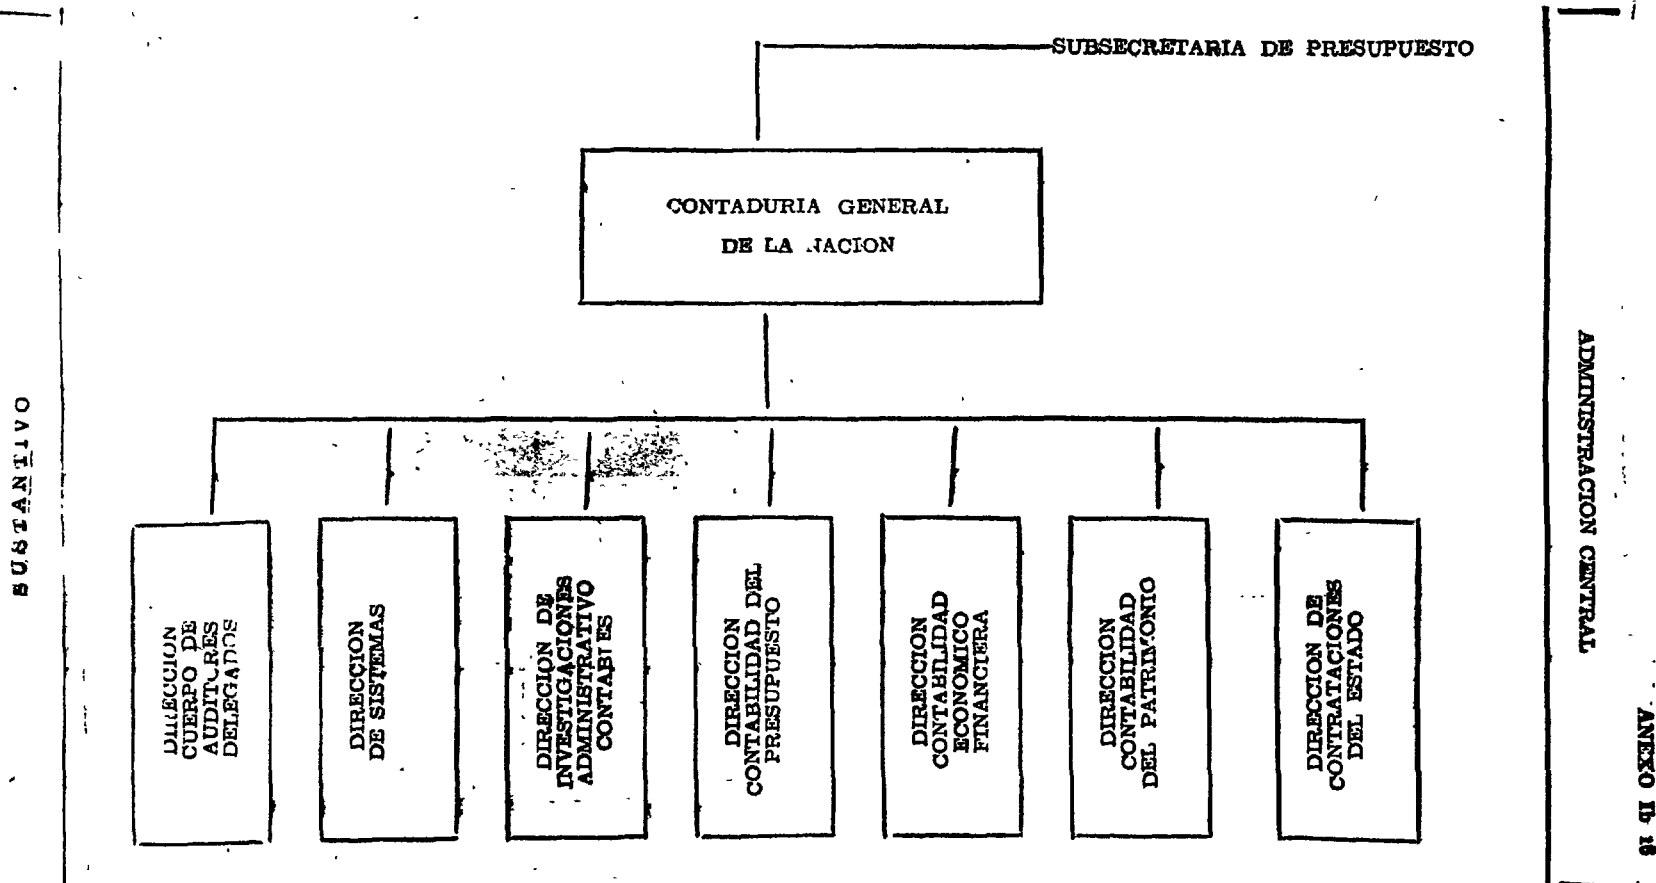 SUBSECRETARIA DE PRESUPUESTO
CONTADURIA GENERAL
DE LA NACION
SUSTANTIVO
DIRECCION
CUERPO DE
AUDITORES
DELEGADOS
DIRECCION
DE SISTEMAS
DIRECCION DE
INVESTIGACIONES
ADMINISTRATIVO
CONTABLES
DIRECCION
CONTABILIDAD DEL
PRESUPUESTO
DIRECCION
CONTABILIDAD
ECONOMICO
FINANCIERA
DIRECCION
CONTABILIDAD
DEL PATRIMONIO
DIRECCION DE
CONTRATACIONES
DEL ESTADO
ADMINISTRACION CENTRAL
ANEXO